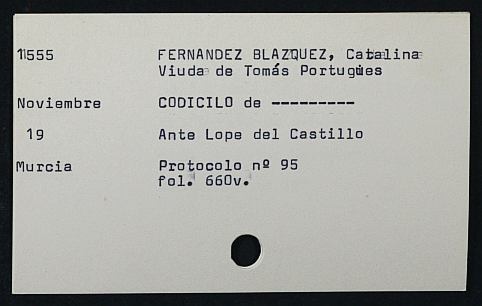 1555 FERNANDEZ BLAZQUEZ, Catalina
Viuda de Tomás Portugues
Noviembre CODICILO de ---------
19 Ante Lope del Castillo
Murcia Protocolo nº 95
fol. 660v.